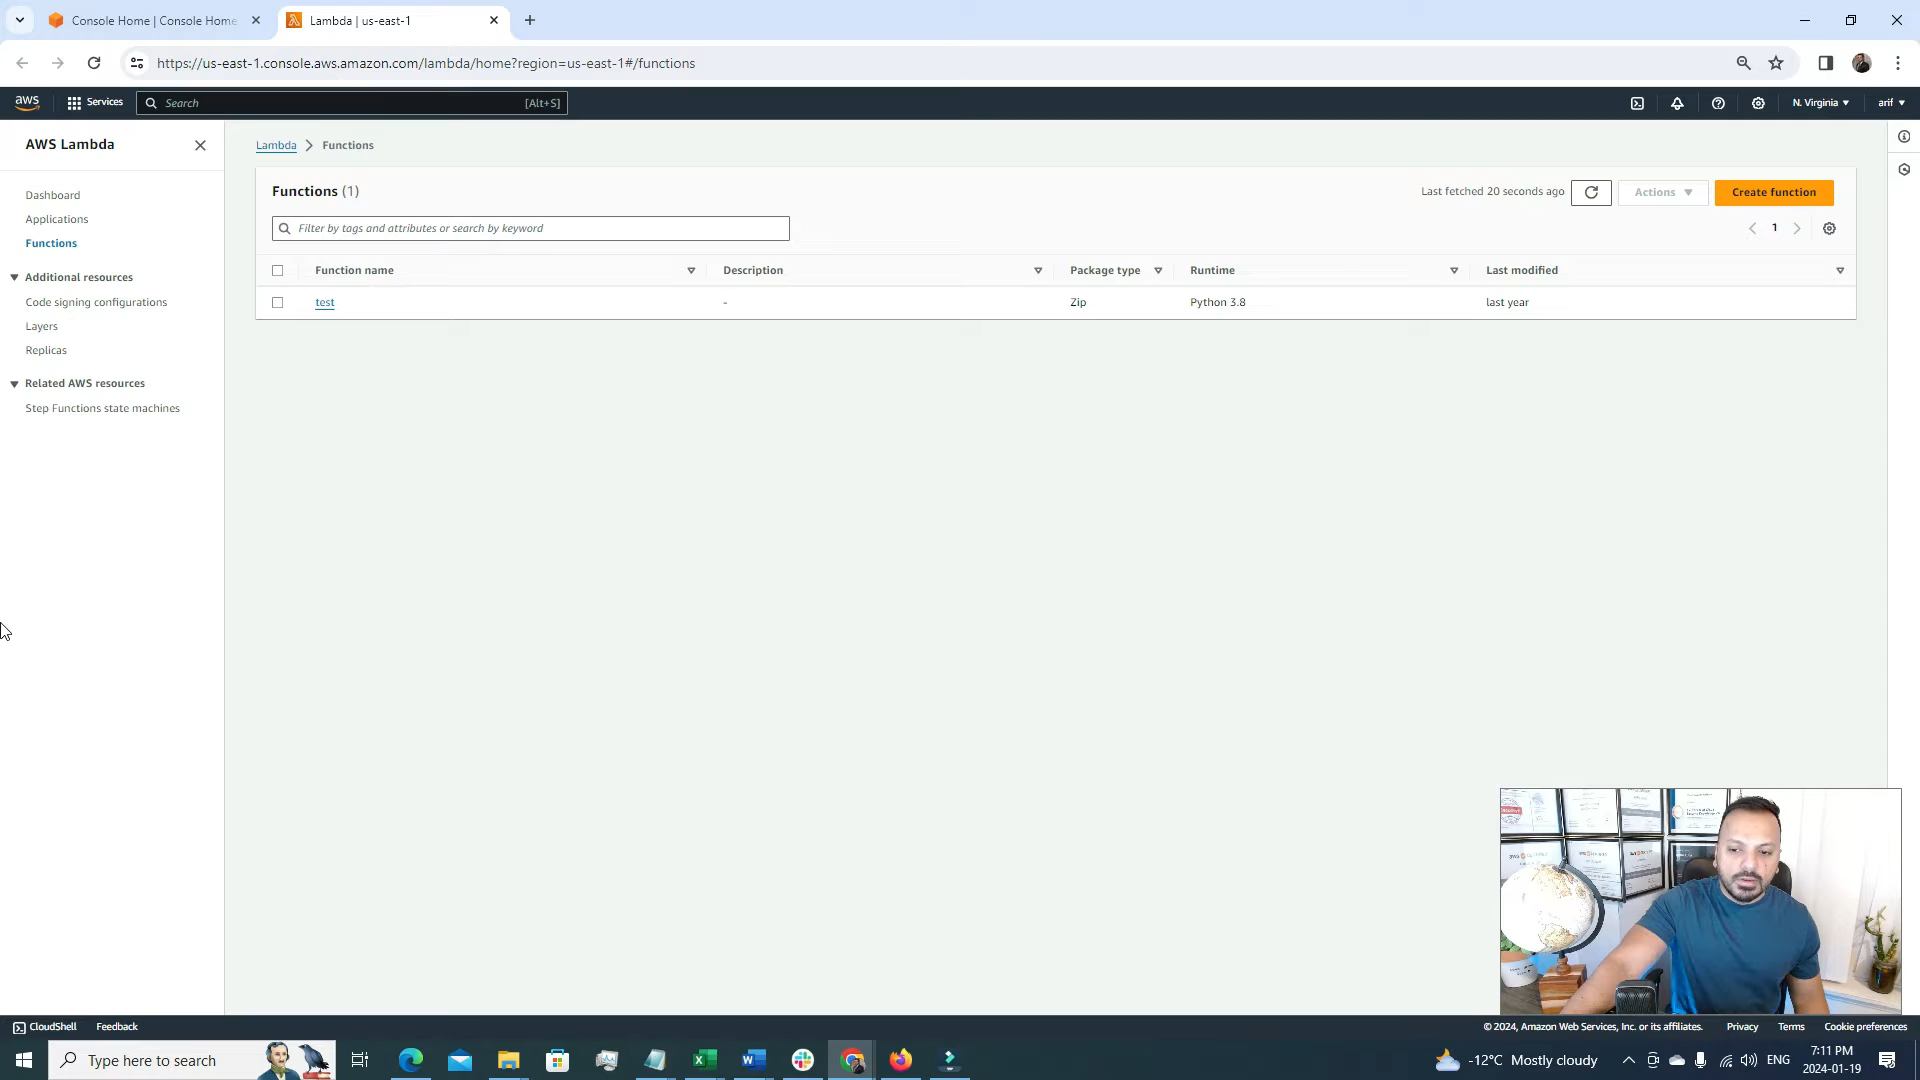 Console Home | Console Home
Lambda | us-east-1
https://us-east-1.console.aws.amazon.com/lambda/home?region=us-east-1#/functions
aws
Services
Search
[Alt+S]
N. Virginia
arif
AWS Lambda
Dashboard
Applications
Functions
Additional resources
Code signing configurations
Layers
Replicas
Related AWS resources
Step Functions state machines
Lambda
Functions
Functions (1)
Last fetched 20 seconds ago
Actions
Create function
Filter by tags and attributes or search by keyword
1
Function name
Description
Package type
Runtime
Last modified
test
-
Zip
Python 3.8
last year
CloudShell
Feedback
© 2024, Amazon Web Services, Inc. or its affiliates.
Privacy
Terms
Cookie preferences
Type here to search
-12°C Mostly cloudy
ENG
7:11 PM
2024-01-19